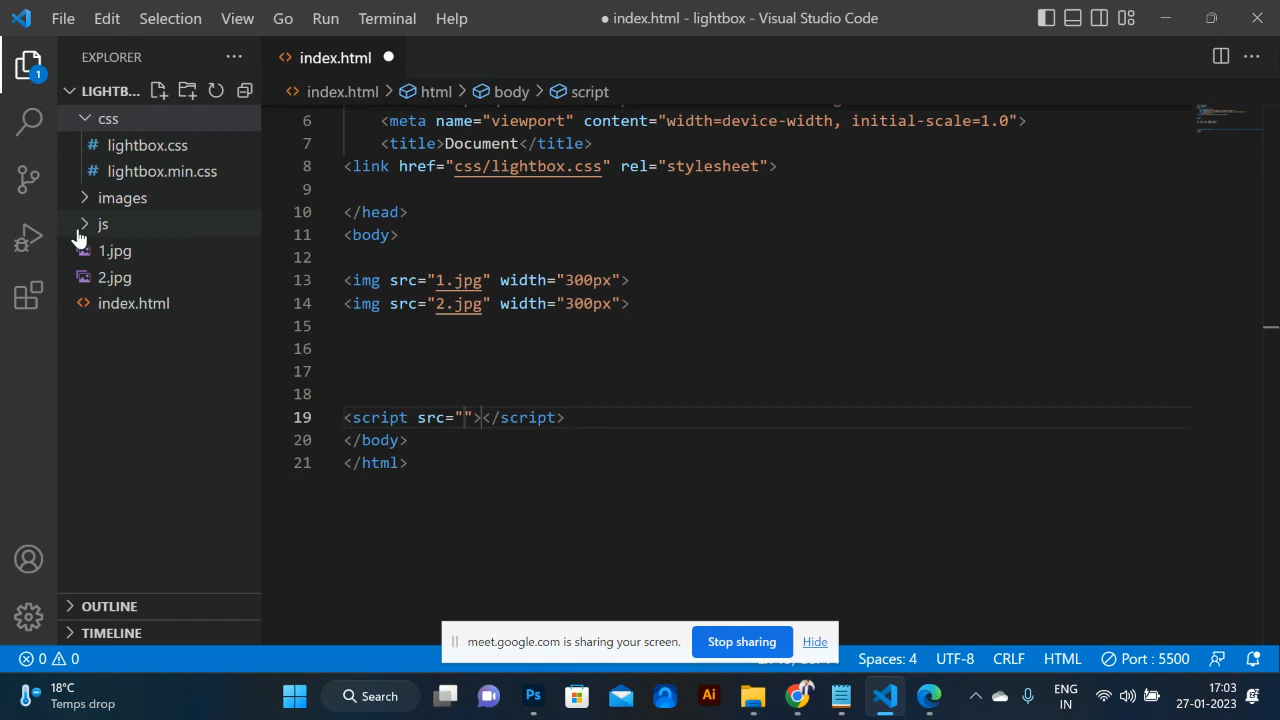 File Edit Selection View Go Run Terminal Help
● index.html - lightbox - Visual Studio Code
EXPLORER
index.html
LIGHTB...
index.html > html > body > script
css
lightbox.css
lightbox.min.css
images
js
1.jpg
2.jpg
index.html
6 <meta name="viewport" content="width=device-width, initial-scale=1.0">
7 <title>Document</title>
8 <link href="css/lightbox.css" rel="stylesheet">
9
10 </head>
11 <body>
12
13 <img src="1.jpg" width="300px">
14 <img src="2.jpg" width="300px">
15
16
17
18
19 <script src=""></script>
20 </body>
21 </html>
1
OUTLINE
TIMELINE
meet.google.com is sharing your screen. Stop sharing Hide
0 0 Spaces: 4 UTF-8 CRLF HTML Port : 5500
18°C
Temps drop
Search
Ps
Ai
ENG
IN
17:03
27-01-2023